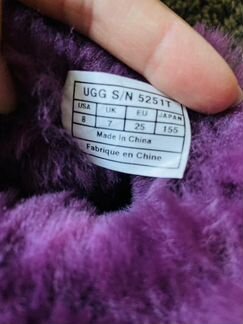 UGG S/N 5251T
USA UK EU JAPAN
8 7 25 155
Made in China
Fabrique en Chine